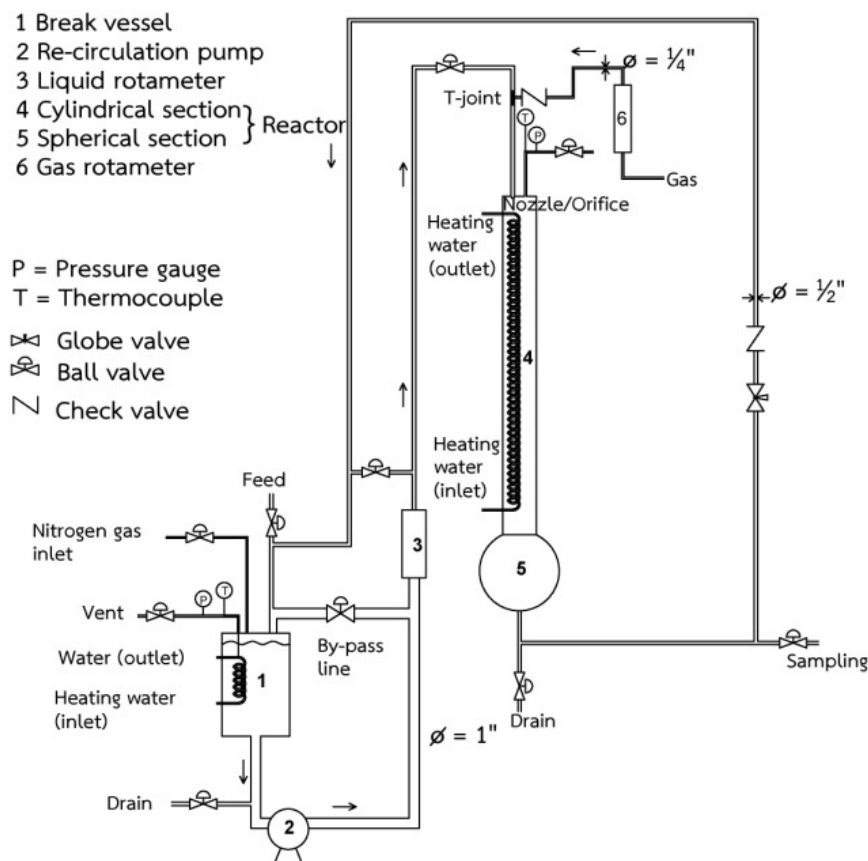 1 Break vessel
2 Re-circulation pump
3 Liquid rotameter
4 Cylindrical section
5 Spherical section
} Reactor
6 Gas rotameter
P = Pressure gauge
T = Thermocouple
Globe valve
Ball valve
Check valve
ø = ¼"
T-joint
T
P
6
Gas
Nozzle/Orifice
Heating
water
(outlet)
ø = ½"
4
Heating
water
(inlet)
Feed
3
Nitrogen gas
inlet
5
P
T
Vent
By-pass
line
Water (outlet)
1
Heating water
(inlet)
Sampling
Drain
ø = 1"
Drain
2